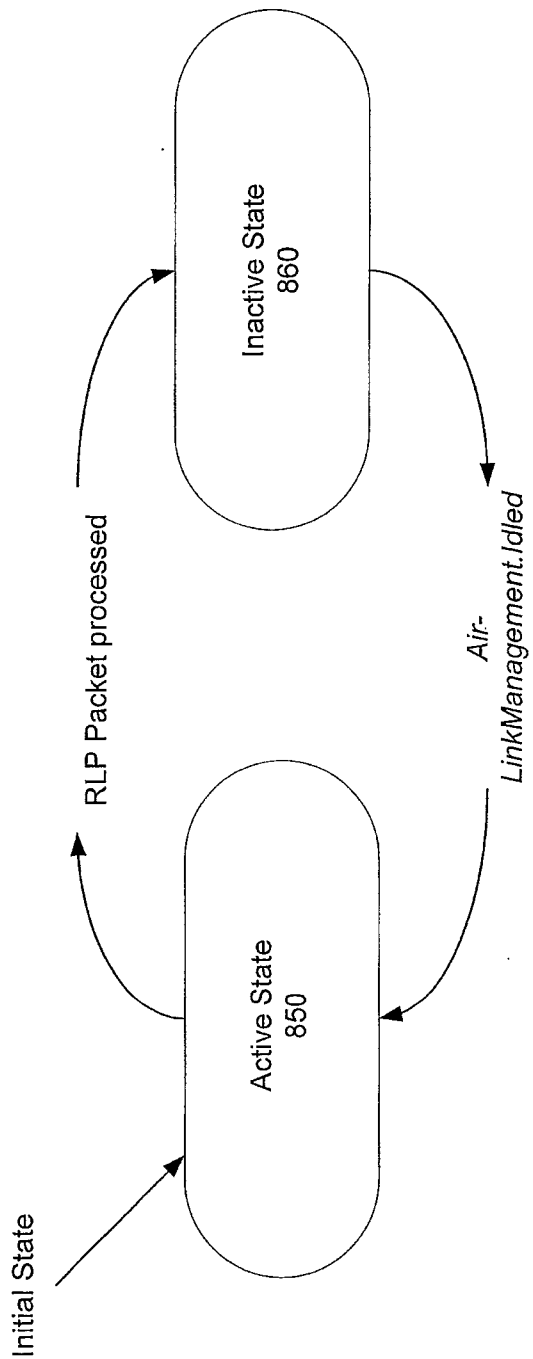 Initial State
RLP Packet processed
Active State
850
Inactive State
860
Air-
LinkManagement.Idled